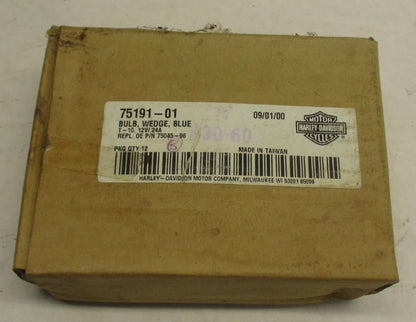 75191-01
09/01/00
BULB, WEDGE, BLUE
T-10, 12V.24A
REPL. OE P/N 75045-96
MOTOR
HARLEY-DAVIDSON
CYCLES
PKG QTY:12
MADE IN TAIWAN
HARLEY-DAVIDSON MOTOR COMPANY, MILWAUKEE WI 53201 65009